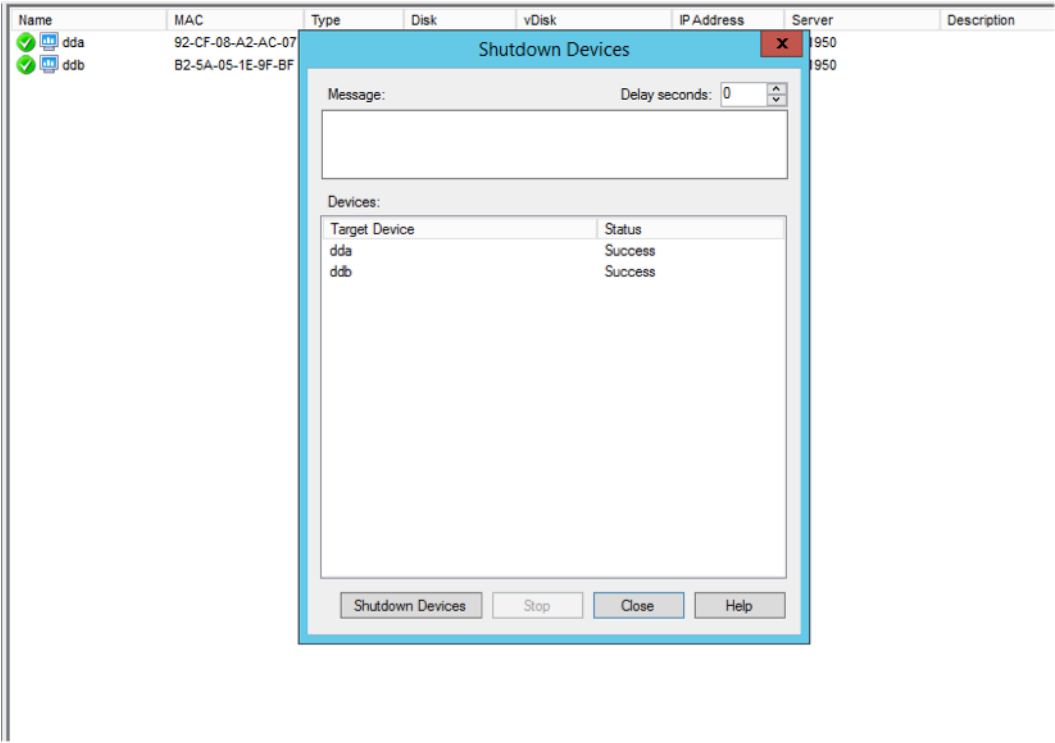 Name MAC Type Disk vDisk IP Address Server Description
dda 92-CF-08-A2-AC-07 1950
ddb B2-5A-05-1E-9F-BF 1950
Shutdown Devices x
Message: Delay seconds: 0
Devices:
Target Device Status
dda Success
ddb Success
Shutdown Devices Stop Close Help